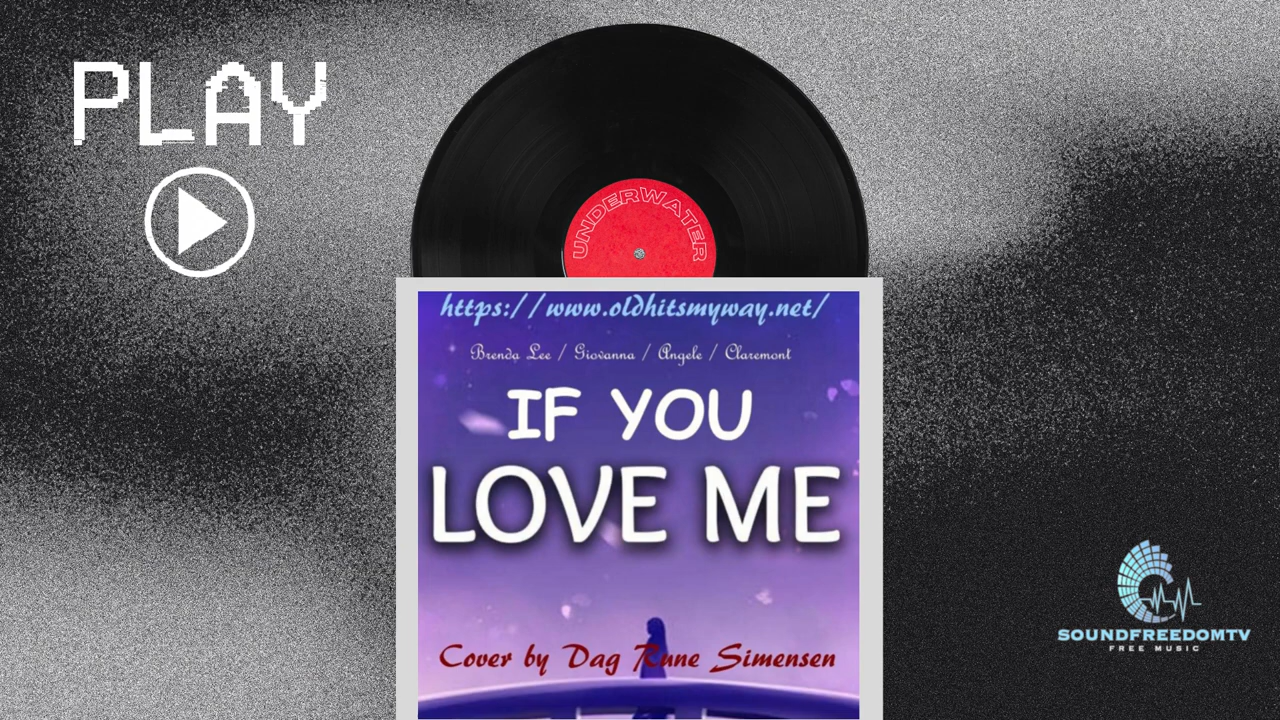 PLAY
UNDERWATER
https://www.oldhitsmyway.net/
Brenda Lee / Giovanna / Angele / Claremont
IF YOU
LOVE ME
Cover by Dag Rune Simensen
SOUNDFREEDOMTV
FREE MUSIC